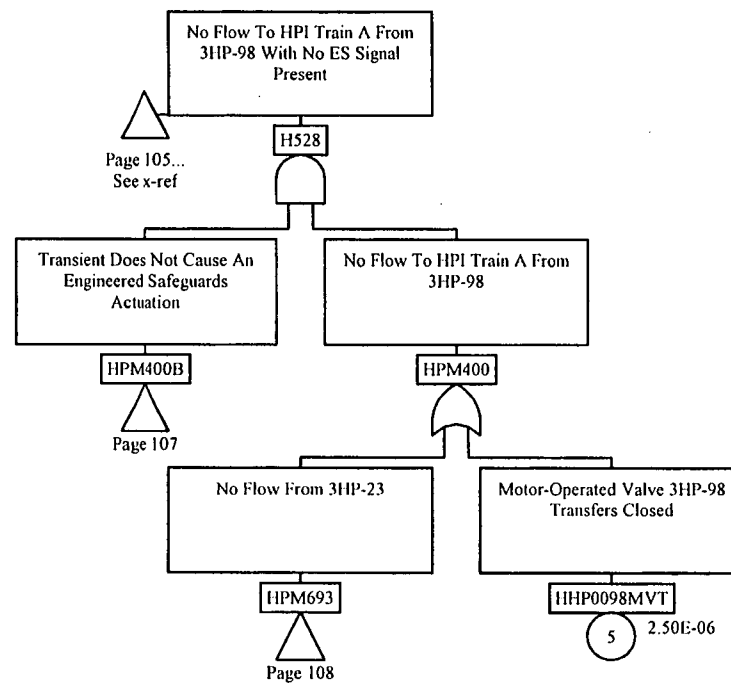 No Flow To HPI Train A From
3HP-98 With No ES Signal
Present
H528
Page 105...
See x-ref
Transient Does Not Cause An
Engineered Safeguards
Actuation
HPM400B
Page 107
No Flow To HPI Train A From
3HP-98
HPM400
No Flow From 3HP-23
HPM693
Page 108
Motor-Operated Valve 3HP-98
Transfers Closed
HHP0098MVT
5
2.50E-06